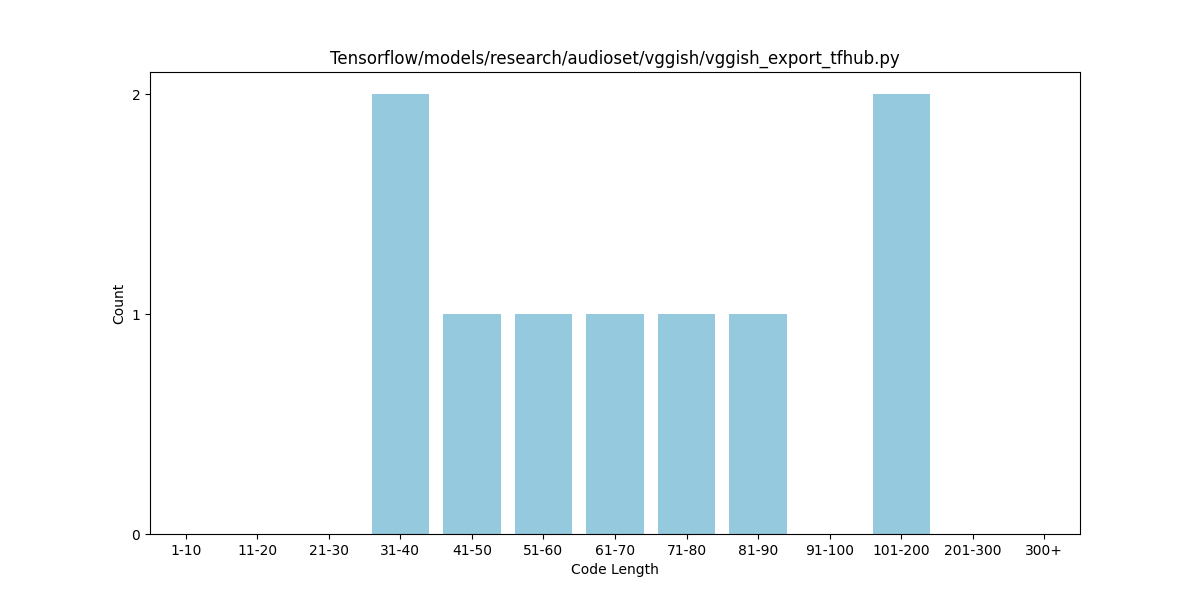 Tensorflow/models/research/audioset/vggish/vggish_export_tfhub.py
2
1
0
Count
1-10 11-20 21-30 31-40 41-50 51-60 61-70 71-80 81-90 91-100 101-200 201-300 300+
Code Length